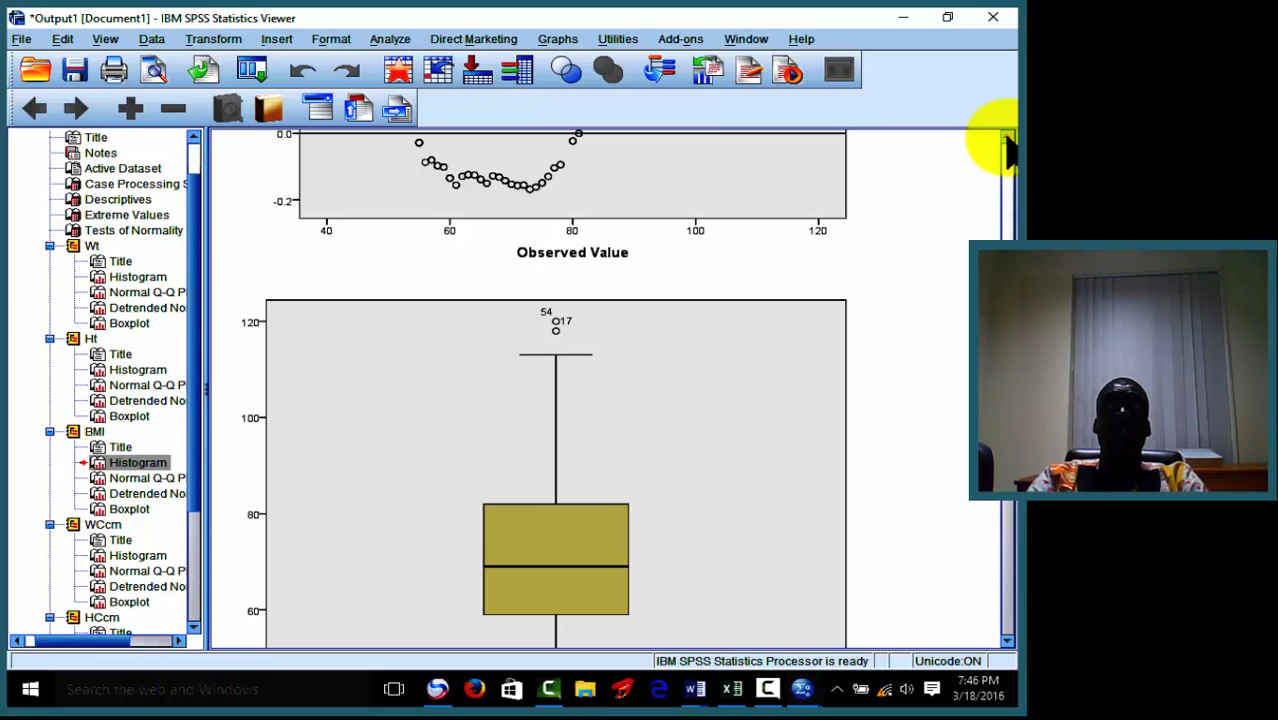 *Output1 [Document1] - IBM SPSS Statistics Viewer
File Edit View Data Transform Insert Format Analyze Direct Marketing Graphs Utilities Add-ons Window Help
Title
Notes
Active Dataset
Case Processing S
Descriptives
Extreme Values
Tests of Normality
Wt
Title
Histogram
Normal Q-Q P
Detrended No
Boxplot
Ht
Title
Histogram
Normal Q-Q P
Detrended No
Boxplot
BMI
Title
Histogram
Normal Q-Q P
Detrended No
Boxplot
WCcm
Title
Histogram
Normal Q-Q P
Detrended No
Boxplot
HCcm
Title
0.0
-0.2
40 60 80 100 120
Observed Value
54
17
120
100
80
60
IBM SPSS Statistics Processor is ready
Unicode:ON
Search the web and Windows
7:46 PM
3/18/2016